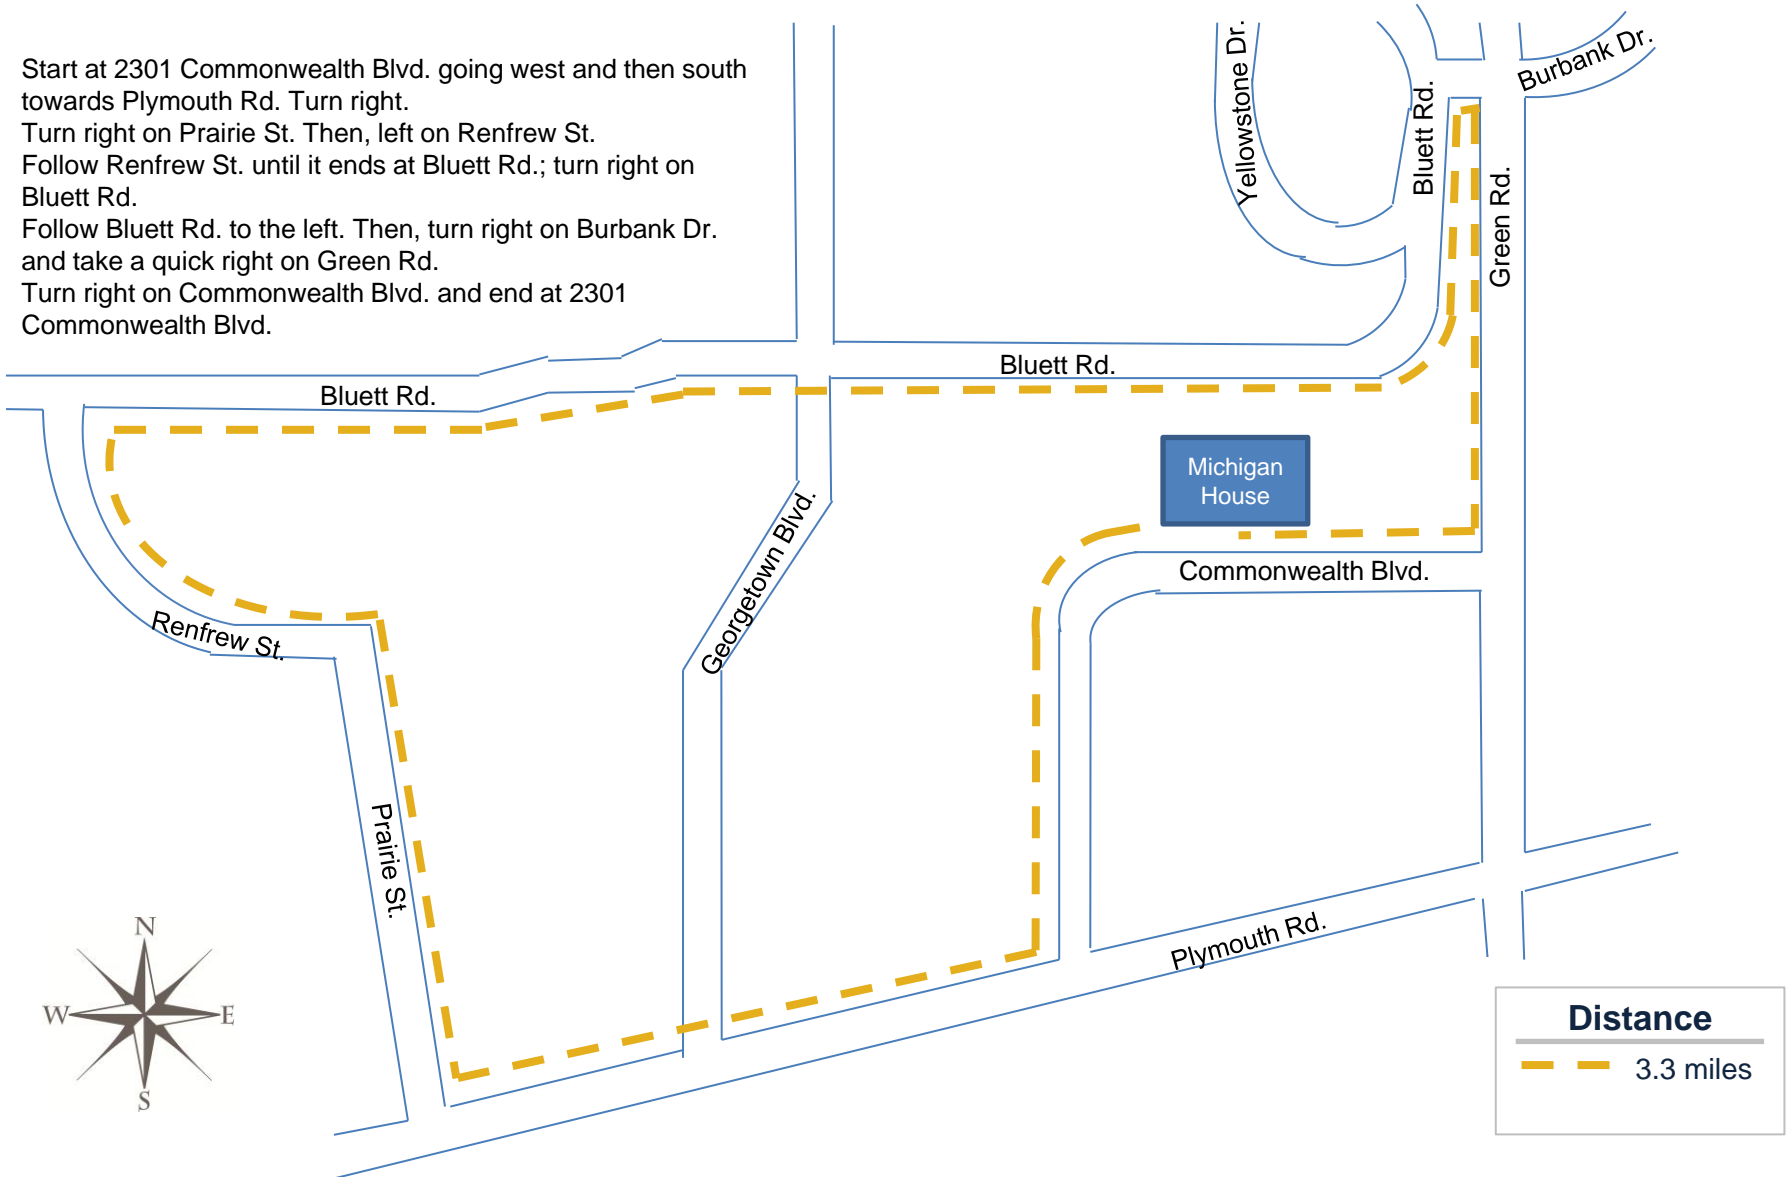 Start at 2301 Commonwealth Blvd. going west and then south
towards Plymouth Rd. Turn right.
Turn right on Prairie St. Then, left on Renfrew St.
Follow Renfrew St. until it ends at Bluett Rd.; turn right on
Bluett Rd.
Follow Bluett Rd. to the left. Then, turn right on Burbank Dr.
and take a quick right on Green Rd.
Turn right on Commonwealth Blvd. and end at 2301
Commonwealth Blvd.
Yellowstone Dr.
Bluett Rd.
Burbank Dr.
Green Rd.
Bluett Rd.
Bluett Rd.
Michigan
House
Georgetown Blvd.
Commonwealth Blvd.
Renfrew St.
Prairie St.
Plymouth Rd.
N
W
E
S
Distance
3.3 miles